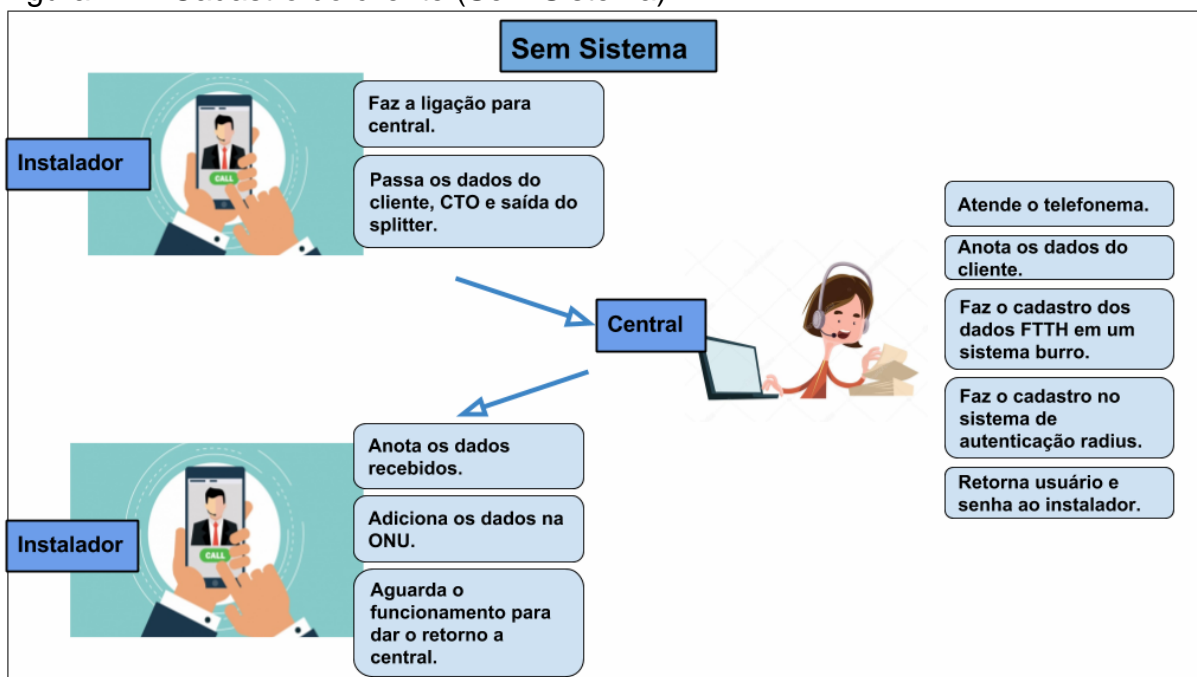 Sem Sistema
Instalador
CALL
Faz a ligação para
central.
Passa os dados do
cliente, CTO e saída do
splitter.
Central
Atende o telefonema.
Anota os dados do
cliente.
Faz o cadastro dos
dados FTTH em um
sistema burro.
Faz o cadastro no
sistema de
autenticação radius.
Retorna usuário e
senha ao instalador.
Instalador
CALL
Anota os dados
recebidos.
Adiciona os dados na
ONU.
Aguarda o
funcionamento para
dar o retorno a
central.